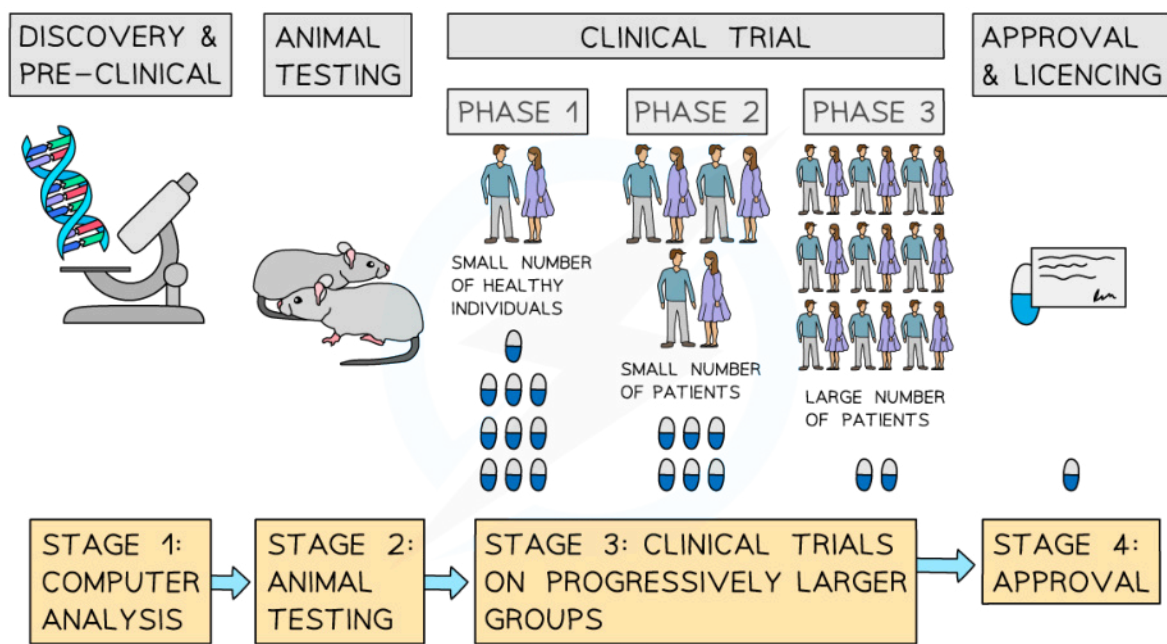 DISCOVERY &
PRE-CLINICAL
ANIMAL
TESTING
CLINICAL TRIAL
APPROVAL
& LICENCING
PHASE 1
PHASE 2
PHASE 3
SMALL NUMBER
OF HEALTHY
INDIVIDUALS
SMALL NUMBER
OF PATIENTS
LARGE NUMBER
OF PATIENTS
STAGE 1:
COMPUTER
ANALYSIS
STAGE 2:
ANIMAL
TESTING
STAGE 3: CLINICAL TRIALS
ON PROGRESSIVELY LARGER
GROUPS
STAGE 4:
APPROVAL